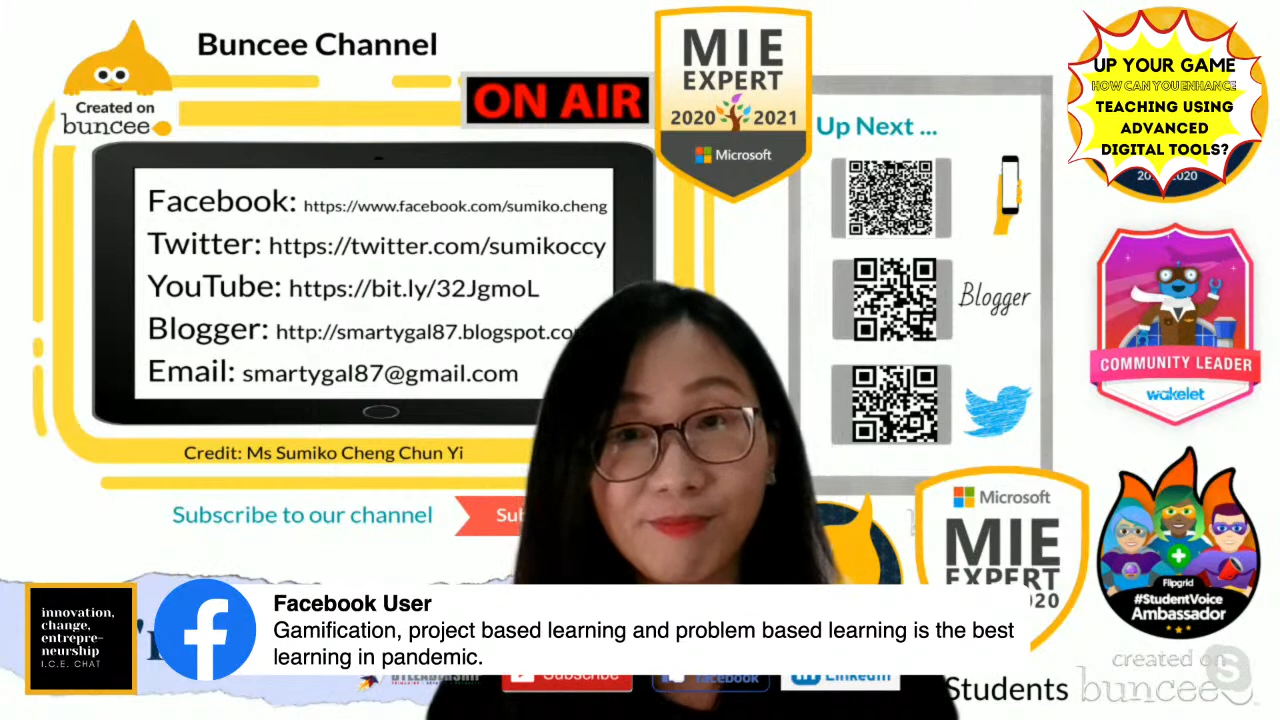 Buncee Channel
Created on
buncee
ON AIR
MIE
EXPERT
2020 2021
Microsoft
Up Next ...
UP YOUR GAME
HOW CAN YOU ENHANCE
TEACHING USING
ADVANCED
DIGITAL TOOLS?
Facebook: https://www.facebook.com/sumiko.cheng
Twitter: https://twitter.com/sumikoccy
YouTube: https://bit.ly/32JgmoL
Blogger: http://smartygal87.blogspot.co
Email: smartygal87@gmail.com
Blogger
COMMUNITY LEADER
wakelet
Credit: Ms Sumiko Cheng Chun Yi
Subscribe to our channel
Microsoft
MIE
EXPERT
Flipgrid
#StudentVoice
Ambassador
innovation,
change,
entrepre-
neurship
I.C.E. CHAT
Facebook User
Gamification, project based learning and problem based learning is the best
learning in pandemic.
Subscribe
facebook
LinkedIn
Students
created on
buncee